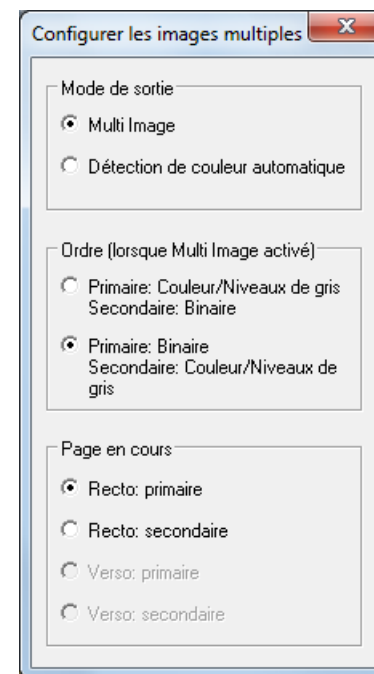 Configurer les images multiples
Mode de sortie
Multi Image
Détection de couleur automatique
Ordre (lorsque Multi Image activé)
Primaire: Couleur/Niveaux de gris
Secondaire: Binaire
Primaire: Binaire
Secondaire: Couleur/Niveaux de
gris
Page en cours
Recto: primaire
Recto: secondaire
Verso: primaire
Verso: secondaire